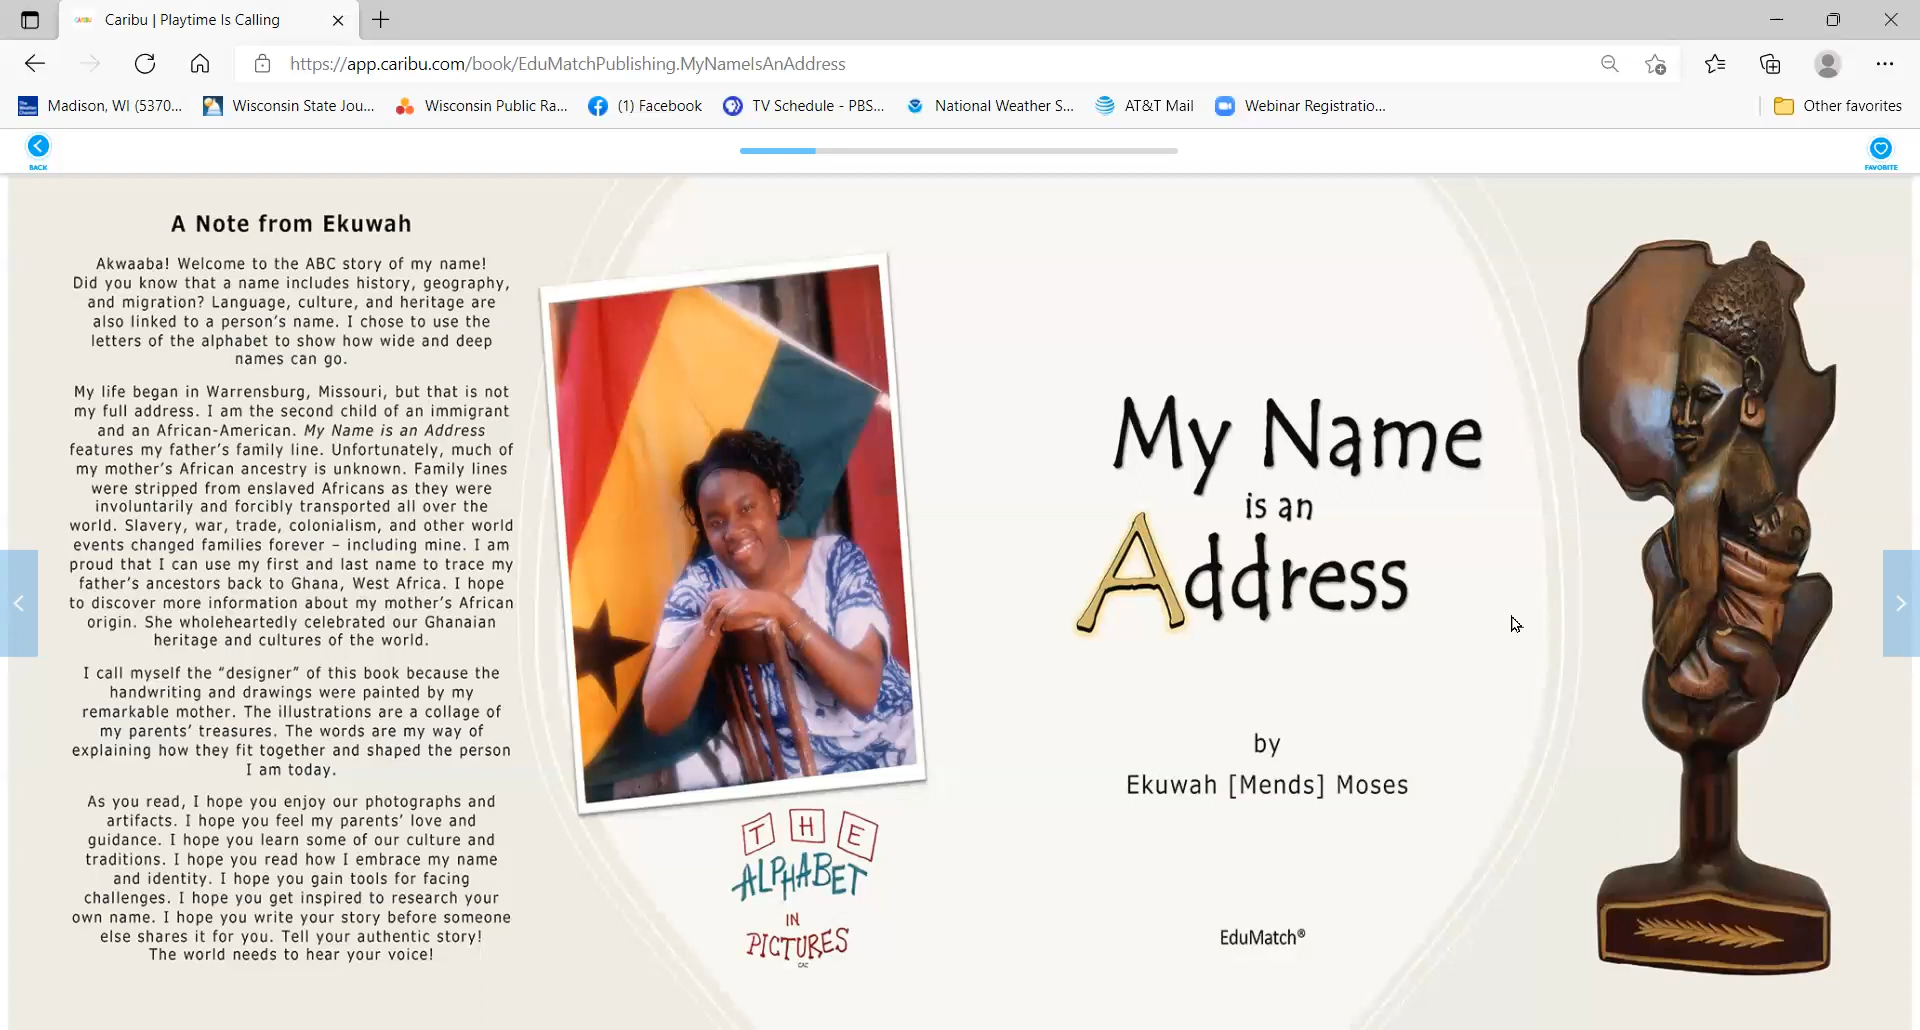 Caribu | Playtime Is Calling
https://app.caribu.com/book/EduMatchPublishing.MyNameIsAnAddress
Madison, WI (5370...
Wisconsin State Jou...
Wisconsin Public Ra...
(1) Facebook
TV Schedule - PBS...
National Weather S...
AT&T Mail
Webinar Registratio...
Other favorites
BACK
FAVORITE
A Note from Ekuwah
Akwaaba! Welcome to the ABC story of my name!
Did you know that a name includes history, geography,
and migration? Language, culture, and heritage are
also linked to a person's name. I chose to use the
letters of the alphabet to show how wide and deep
names can go.
My life began in Warrensburg, Missouri, but that is not
my full address. I am the second child of an immigrant
and an African-American. My Name is an Address
features my father's family line. Unfortunately, much of
my mother's African ancestry is unknown. Family lines
were stripped from enslaved Africans as they were
involuntarily and forcibly transported all over the
world. Slavery, war, trade, colonialism, and other world
events changed families forever – including mine. I am
proud that I can use my first and last name to trace my
father's ancestors back to Ghana, West Africa. I hope
to discover more information about my mother's African
origin. She wholeheartedly celebrated our Ghanaian
heritage and cultures of the world.
I call myself the "designer" of this book because the
handwriting and drawings were painted by my
remarkable mother. The illustrations are a collage of
my parents' treasures. The words are my way of
explaining how they fit together and shaped the person
I am today.
As you read, I hope you enjoy our photographs and
artifacts. I hope you feel my parents' love and
guidance. I hope you learn some of our culture and
traditions. I hope you read how I embrace my name
and identity. I hope you gain tools for facing
challenges. I hope you get inspired to research your
own name. I hope you write your story before someone
else shares it for you. Tell your authentic story!
The world needs to hear your voice!
THE
ALPHABET
IN
PICTURES
CAC
My Name
is an
Address
by
Ekuwah [Mends] Moses
EduMatch®